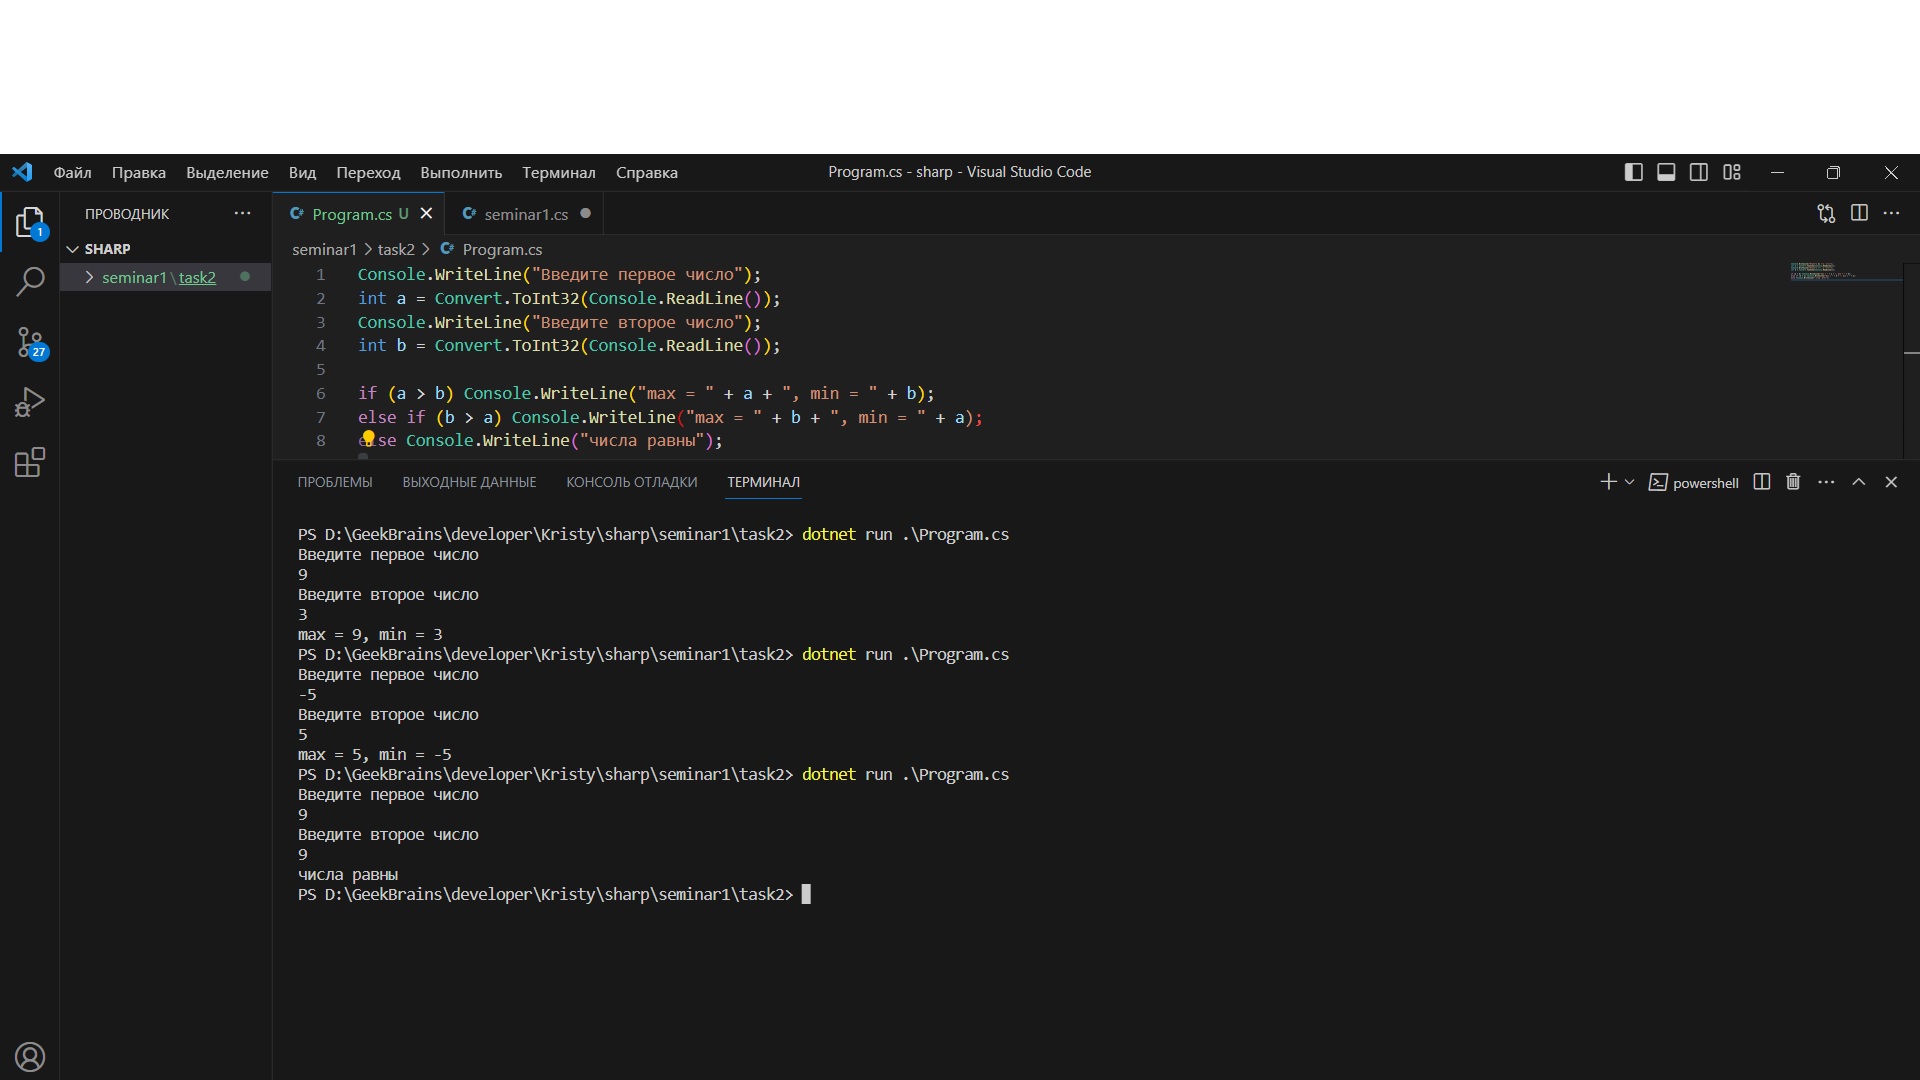 Файл Правка Выделение Вид Переход Выполнить Терминал Справка Program.cs - sharp - Visual Studio Code
ПРОВОДНИК
SHARP
seminar1\task2
1
27
Program.cs U seminar1.cs
seminar1 > task2 > Program.cs
1 Console.WriteLine("Введите первое число");
2 int a = Convert.ToInt32(Console.ReadLine());
3 Console.WriteLine("Введите второе число");
4 int b = Convert.ToInt32(Console.ReadLine());
5
6 if (a > b) Console.WriteLine("max = " + a + ", min = " + b);
7 else if (b > a) Console.WriteLine("max = " + b + ", min = " + a);
8 else Console.WriteLine("числа равны");
ПРОБЛЕМЫ ВЫХОДНЫЕ ДАННЫЕ КОНСОЛЬ ОТЛАДКИ ТЕРМИНАЛ powershell
PS D:\GeekBrains\developer\Kristy\sharp\seminar1\task2> dotnet run .\Program.cs
Введите первое число
9
Введите второе число
3
max = 9, min = 3
PS D:\GeekBrains\developer\Kristy\sharp\seminar1\task2> dotnet run .\Program.cs
Введите первое число
-5
Введите второе число
5
max = 5, min = -5
PS D:\GeekBrains\developer\Kristy\sharp\seminar1\task2> dotnet run .\Program.cs
Введите первое число
9
Введите второе число
9
числа равны
PS D:\GeekBrains\developer\Kristy\sharp\seminar1\task2>